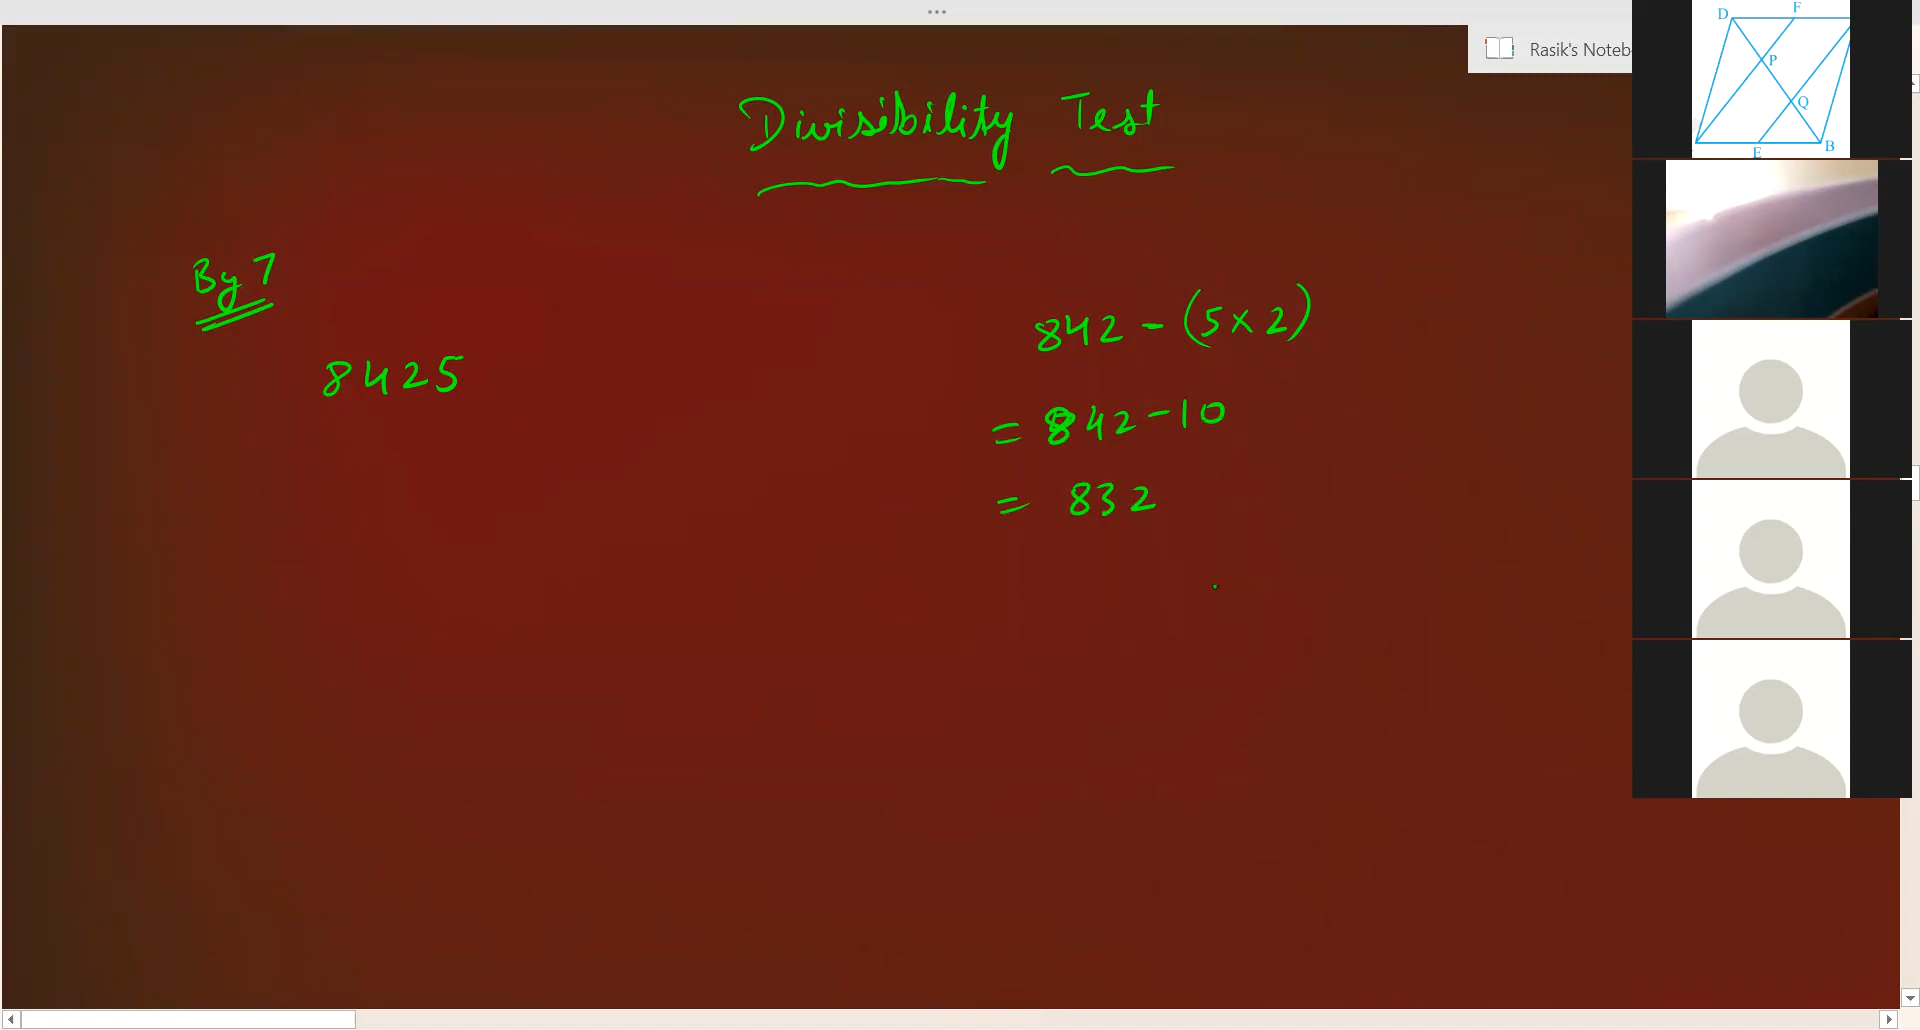 Divisibility Test
By 7
8425
842 - (5 × 2)
= 842 - 10
= 832
Rasik's Noteb
D F
P
Q
E B